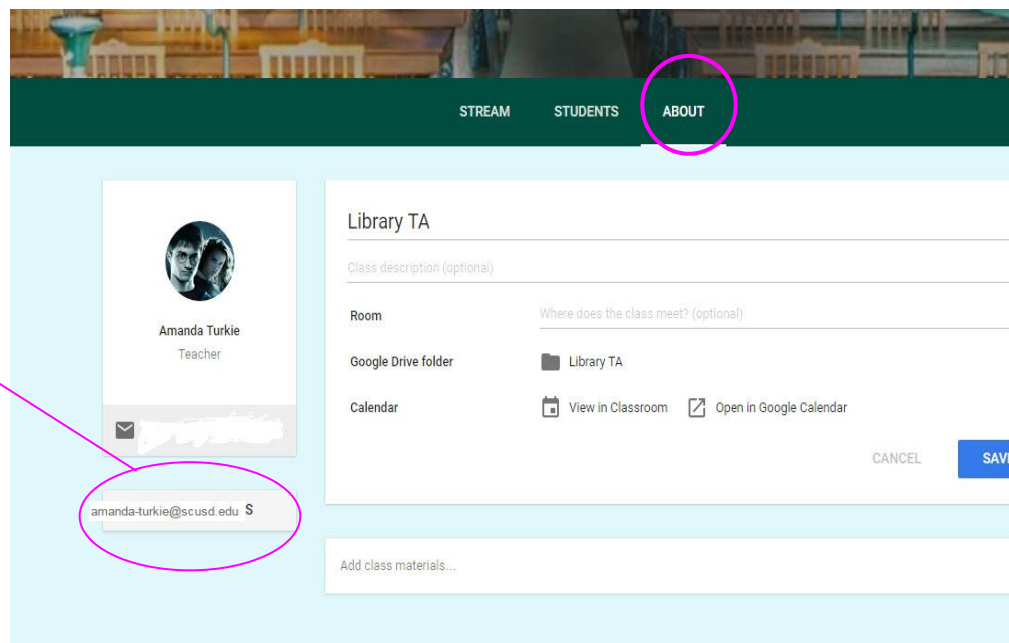 STREAM STUDENTS ABOUT
Library TA
Class description (optional)
Room Where does the class meet? (optional)
Amanda Turkie
Teacher
Google Drive folder Library TA
Calendar View in Classroom Open in Google Calendar
CANCEL SAV
amanda-turkie@scusd.edu S
Add class materials...